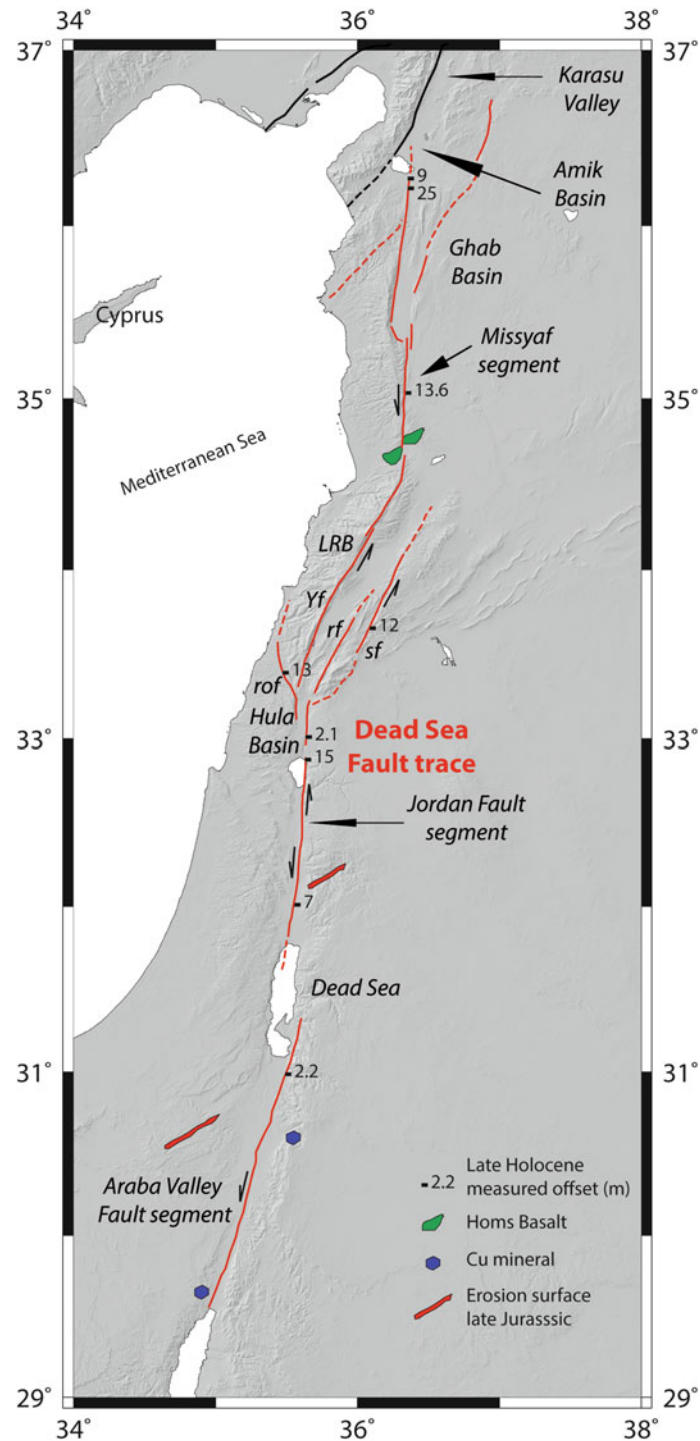 34°
36°
38°
37°
37°
Karasu
Valley
9
25
Amik
Basin
Ghab
Basin
Cyprus
Missyaf
segment
35°
35°
13.6
Mediterranean Sea
LRB
Yf
rf
12
sf
13
rof
Hula
Basin
33°
33°
2.1
Dead Sea
Fault trace
15
Jordan Fault
segment
7
Dead Sea
31°
31°
2.2
Araba Valley
Fault segment
2.2
Late Holocene
measured offset (m)
Homs Basalt
Cu mineral
Erosion surface
late Jurasssic
29°
29°
34°
36°
38°